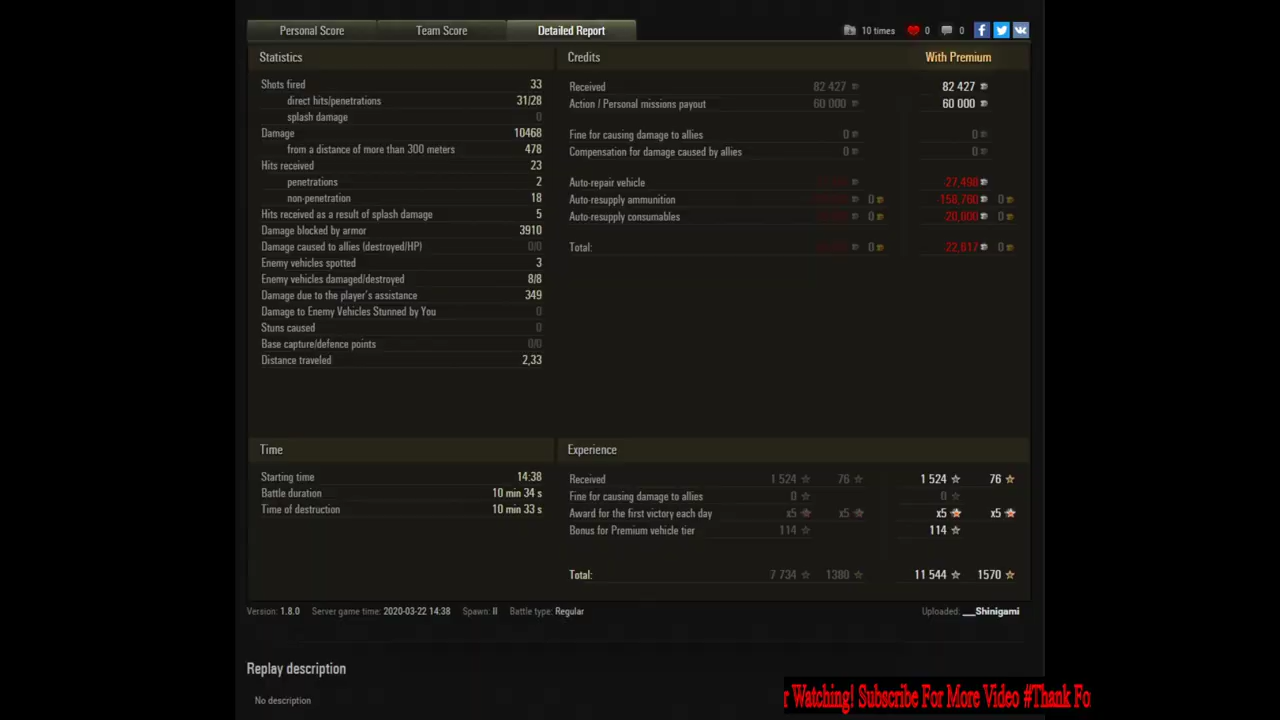 Personal Score Team Score Detailed Report 10 times 0 0
Statistics
Shots fired 33
direct hits/penetrations 31/28
splash damage 0
Damage 10468
from a distance of more than 300 meters 478
Hits received 23
penetrations 2
non-penetration 18
Hits received as a result of splash damage 5
Damage blocked by armor 3910
Damage caused to allies (destroyed/HP) 0/0
Enemy vehicles spotted 3
Enemy vehicles damaged/destroyed 8/8
Damage due to the player's assistance 349
Damage to Enemy Vehicles Stunned by You 0
Stuns caused 0
Base capture/defence points 0/0
Distance traveled 2,33
Credits With Premium
Received 82 427 82 427
Action / Personal missions payout 60 000 60 000
Fine for causing damage to allies 0 0
Compensation for damage caused by allies 0 0
Auto-repair vehicle -27,498
Auto-resupply ammunition 0 0
Auto-resupply consumables 0 -20,000 0
Total: 0 0
Time
Starting time 14:38
Battle duration 10 min 34 s
Time of destruction 10 min 33 s
Experience
Received 1 524 76 1 524 76
Fine for causing damage to allies 0 0
Award for the first victory each day x5 x5 x5 x5
Bonus for Premium vehicle tier 114 114
Total: 7 734 1380 11 544 1570
Version: 1.8.0 Server game time: 2020-03-22 14:38 Spawn: II Battle type: Regular Uploaded: __Shinigami
Replay description
No description
r Watching! Subscribe For More Video #Thank Fo